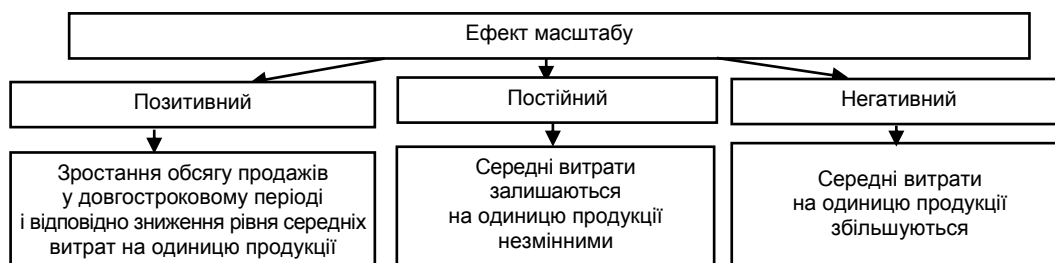 Ефект масштабу
Позитивний
Постійний
Негативний
Зростання обсягу продажів
у довгостроковому періоді
і відповідно зниження рівня середніх
витрат на одиницю продукції
Середні витрати
залишаються
на одиницю продукції
незмінними
Середні витрати
на одиницю продукції
збільшуються